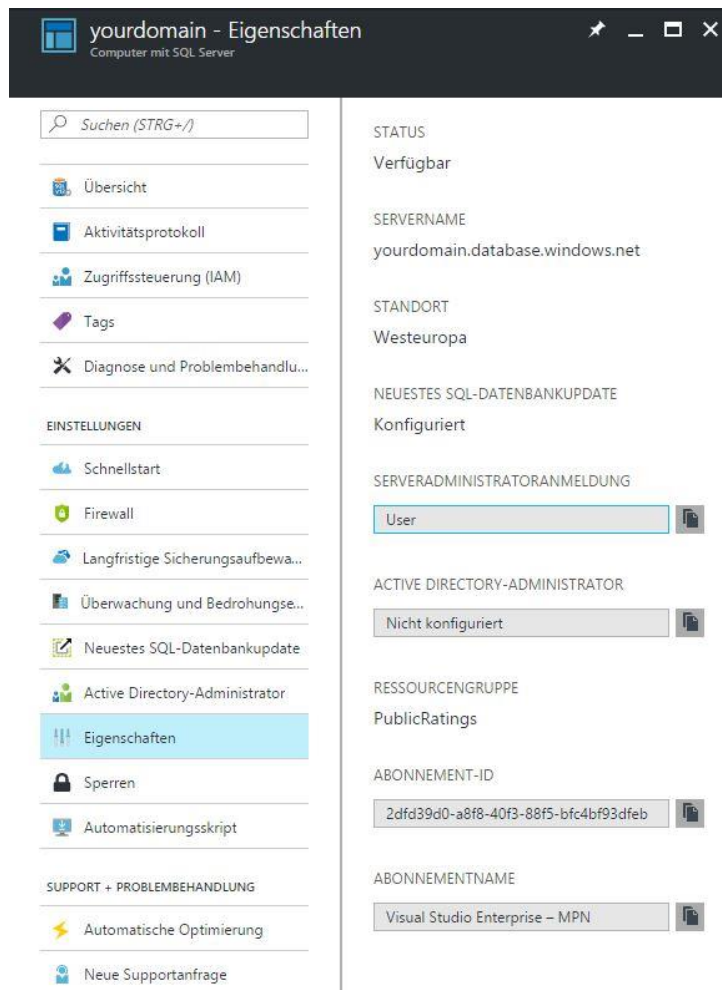 yourdomain - Eigenschaften
Computer mit SQL Server
Suchen (STRG+/)
Übersicht
Aktivitätsprotokoll
Zugriffssteuerung (IAM)
Tags
Diagnose und Problembehandlu...
EINSTELLUNGEN
Schnellstart
Firewall
Langfristige Sicherungsaufbewa...
Überwachung und Bedrohungse...
Neuestes SQL-Datenbankupdate
Active Directory-Administrator
Eigenschaften
Sperren
Automatisierungsskript
SUPPORT + PROBLEMBEHANDLUNG
Automatische Optimierung
Neue Supportanfrage
STATUS
Verfügbar
SERVERNAME
yourdomain.database.windows.net
STANDORT
Westeuropa
NEUESTES SQL-DATENBANKUPDATE
Konfiguriert
SERVERADMINISTRATORANMELDUNG
User
ACTIVE DIRECTORY-ADMINISTRATOR
Nicht konfiguriert
RESSOURCENGRUPPE
PublicRatings
ABONNEMENT-ID
2dfd39d0-a8f8-40f3-88f5-bfc4bf93dfeb
ABONNEMENTNAME
Visual Studio Enterprise – MPN